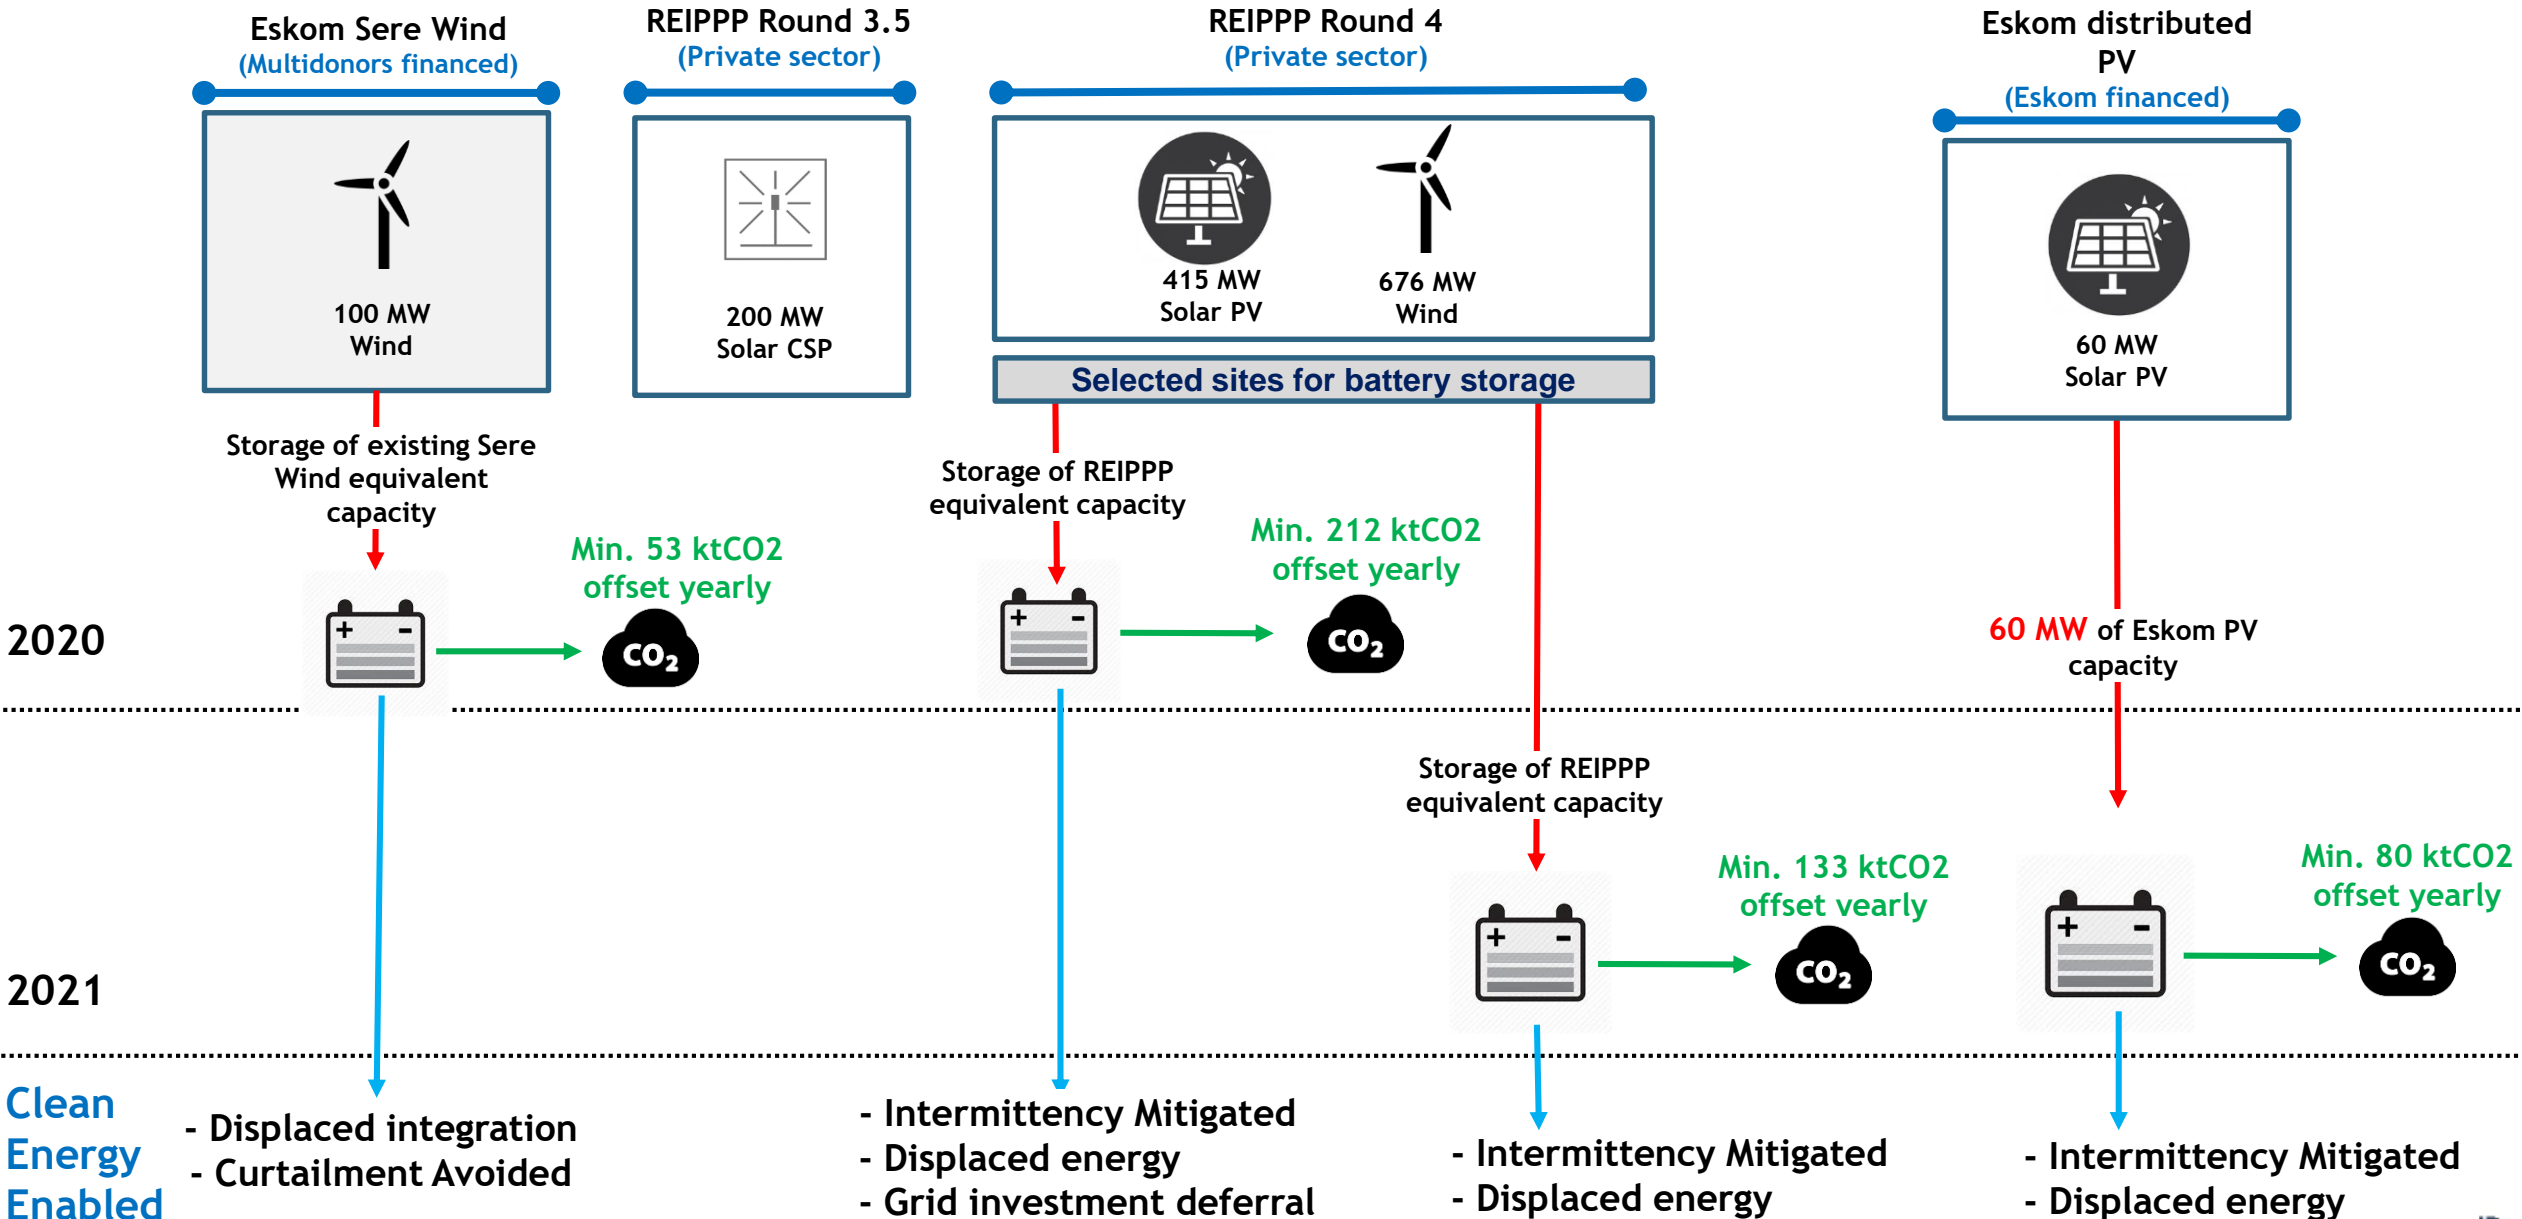 Eskom Sere Wind
(Multidonors financed)
REIPPP Round 3.5
(Private sector)
REIPPP Round 4
(Private sector)
Eskom distributed
PV
(Eskom financed)
100 MW
Wind
200 MW
Solar CSP
415 MW
Solar PV
676 MW
Wind
60 MW
Solar PV
Selected sites for battery storage
Storage of existing Sere
Wind equivalent
capacity
Storage of REIPPP
equivalent capacity
Min. 53 ktCO2
offset yearly
Min. 212 ktCO2
offset yearly
2020
+ -
CO2
+ -
CO2
60 MW of Eskom PV
capacity
Storage of REIPPP
equivalent capacity
Min. 133 ktCO2
offset vearly
Min. 80 ktCO2
offset yearly
2021
+ -
CO2
+ -
CO2
Clean
Energy
Enabled
- Displaced integration
- Curtailment Avoided
- Intermittency Mitigated
- Displaced energy
- Grid investment deferral
- Intermittency Mitigated
- Displaced energy
- Intermittency Mitigated
- Displaced energy